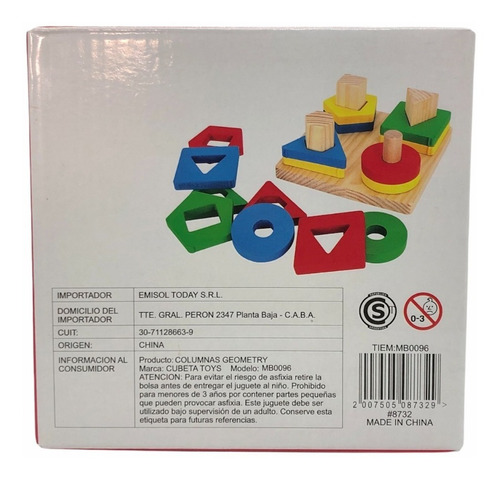 IMPORTADOR EMISOL TODAY S.R.L.
DOMICILIO DEL IMPORTADOR TTE. GRAL. PERON 2347 Planta Baja - C.A.B.A.
CUIT: 30-71128663-9
ORIGEN: CHINA
INFORMACION AL CONSUMIDOR
Producto: COLUMNAS GEOMETRY
Marca: CUBETA TOYS Modelo: MB0096
ATENCION: Para evitar el riesgo de asfixia retire la
bolsa antes de entregar el juguete al niño. Prohibido
para menores de 3 años por contener partes pequeñas
que pueden provocar asfixia. Este juguete debe ser
utilizado bajo supervisión de un adulto. Conserve esta
etiqueta para futuras referencias.
S
0-3
TIEM:MB0096
2 007505 087329 >
#8732
MADE IN CHINA